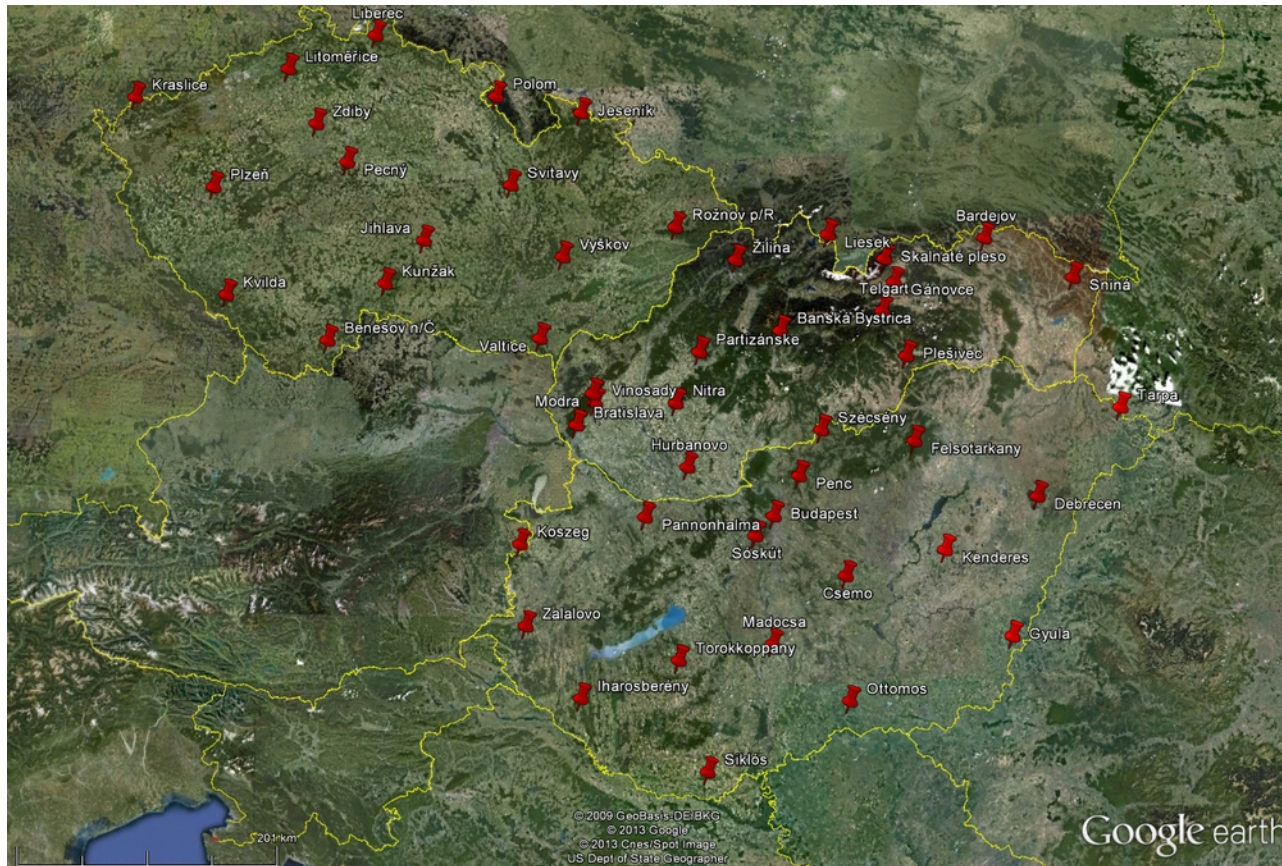 Liberec
Litoměřice
Kraslice
Polom
Jeseník
Zdiby
Pecný
Plzeň
Svitavy
Rožnov p/R
Bardejov
Jihlava
Liesek
Vyškov
Žilina
Skalnaté pleso
Kunžak
Snina
Kvilda
Telgart
Gánovce
Banská Bystrica
Benešov n/Č
Valtice
Partizánske
Plešivec
Vinosady
Nitra
Modra
Tarpa
Bratislava
Szécsény
Hurbanovo
Felsotarkany
Penc
Debrecen
Pannonhalma
Budapest
Koszeg
Sóskút
Kenderes
Csemo
Zalalovo
Madocsa
Gyula
Torokkoppany
Iharosberény
Ottomos
Siklós
© 2009 GeoBasis-DE/BKG
© 2013 Google
© 2013 Cnes/Spot Image
US Dept of State Geographer
201 km
Google earth